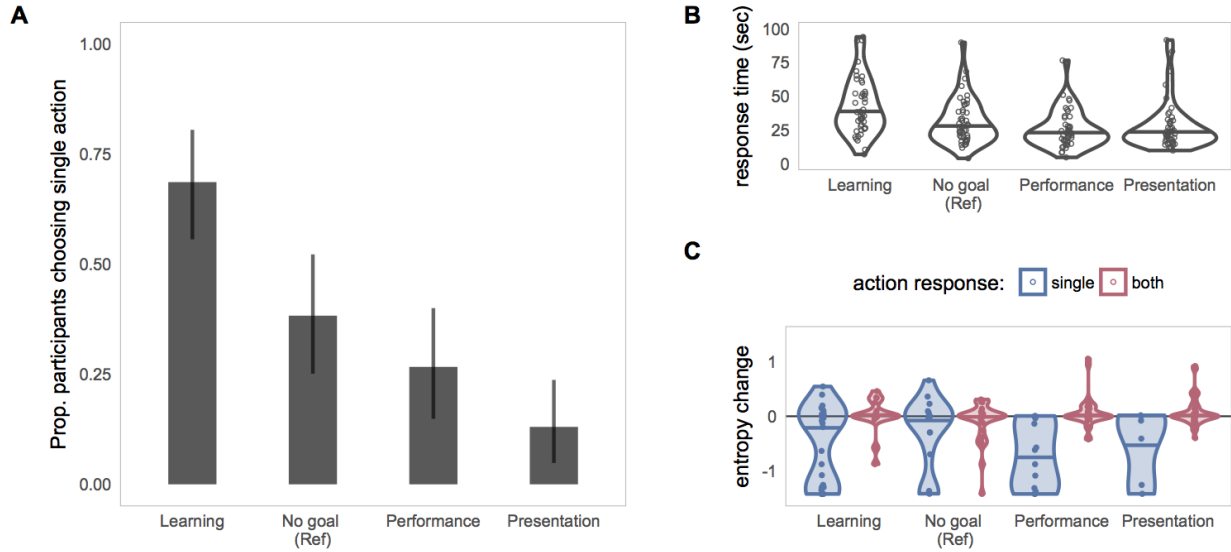 A
Prop. participants choosing single action
1.00
0.75
0.50
0.25
0.00
Learning
No goal
(Ref)
Performance
Presentation
B
response time (sec)
100
75
50
25
0
Learning
No goal
(Ref)
Performance
Presentation
C
action response: single both
entropy change
1
0
-1
Learning
No goal
(Ref)
Performance
Presentation